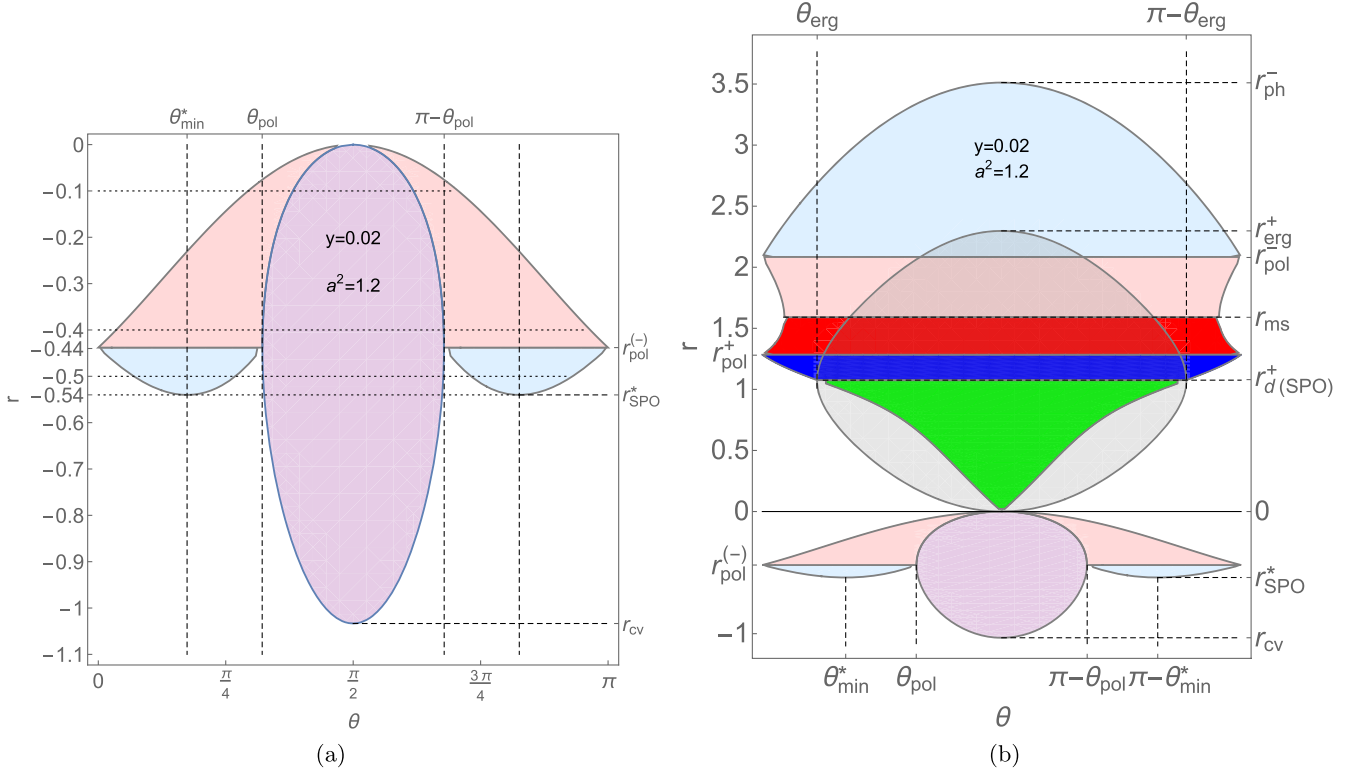 θ*min θpol π−θpol
0
−0.1
−0.2
−0.3
−0.4
−0.44
−0.5
−0.54
−0.6
−0.7
−0.8
−0.9
−1
−1.1
r
y=0.02
a²=1.2
r(−)pol
r*SPO
rcv
0 π/4 π/2 3π/4 π
θ
(a)
θerg π−θerg
3.5
3
2.5
2
1.5
r+pol
1
0.5
0
r(−)pol
−1
r
y=0.02
a²=1.2
r−ph
r+erg
r−pol
rms
r+d(SPO)
0
r*SPO
rcv
θ*min θpol π−θpol π−θ*min
θ
(b)